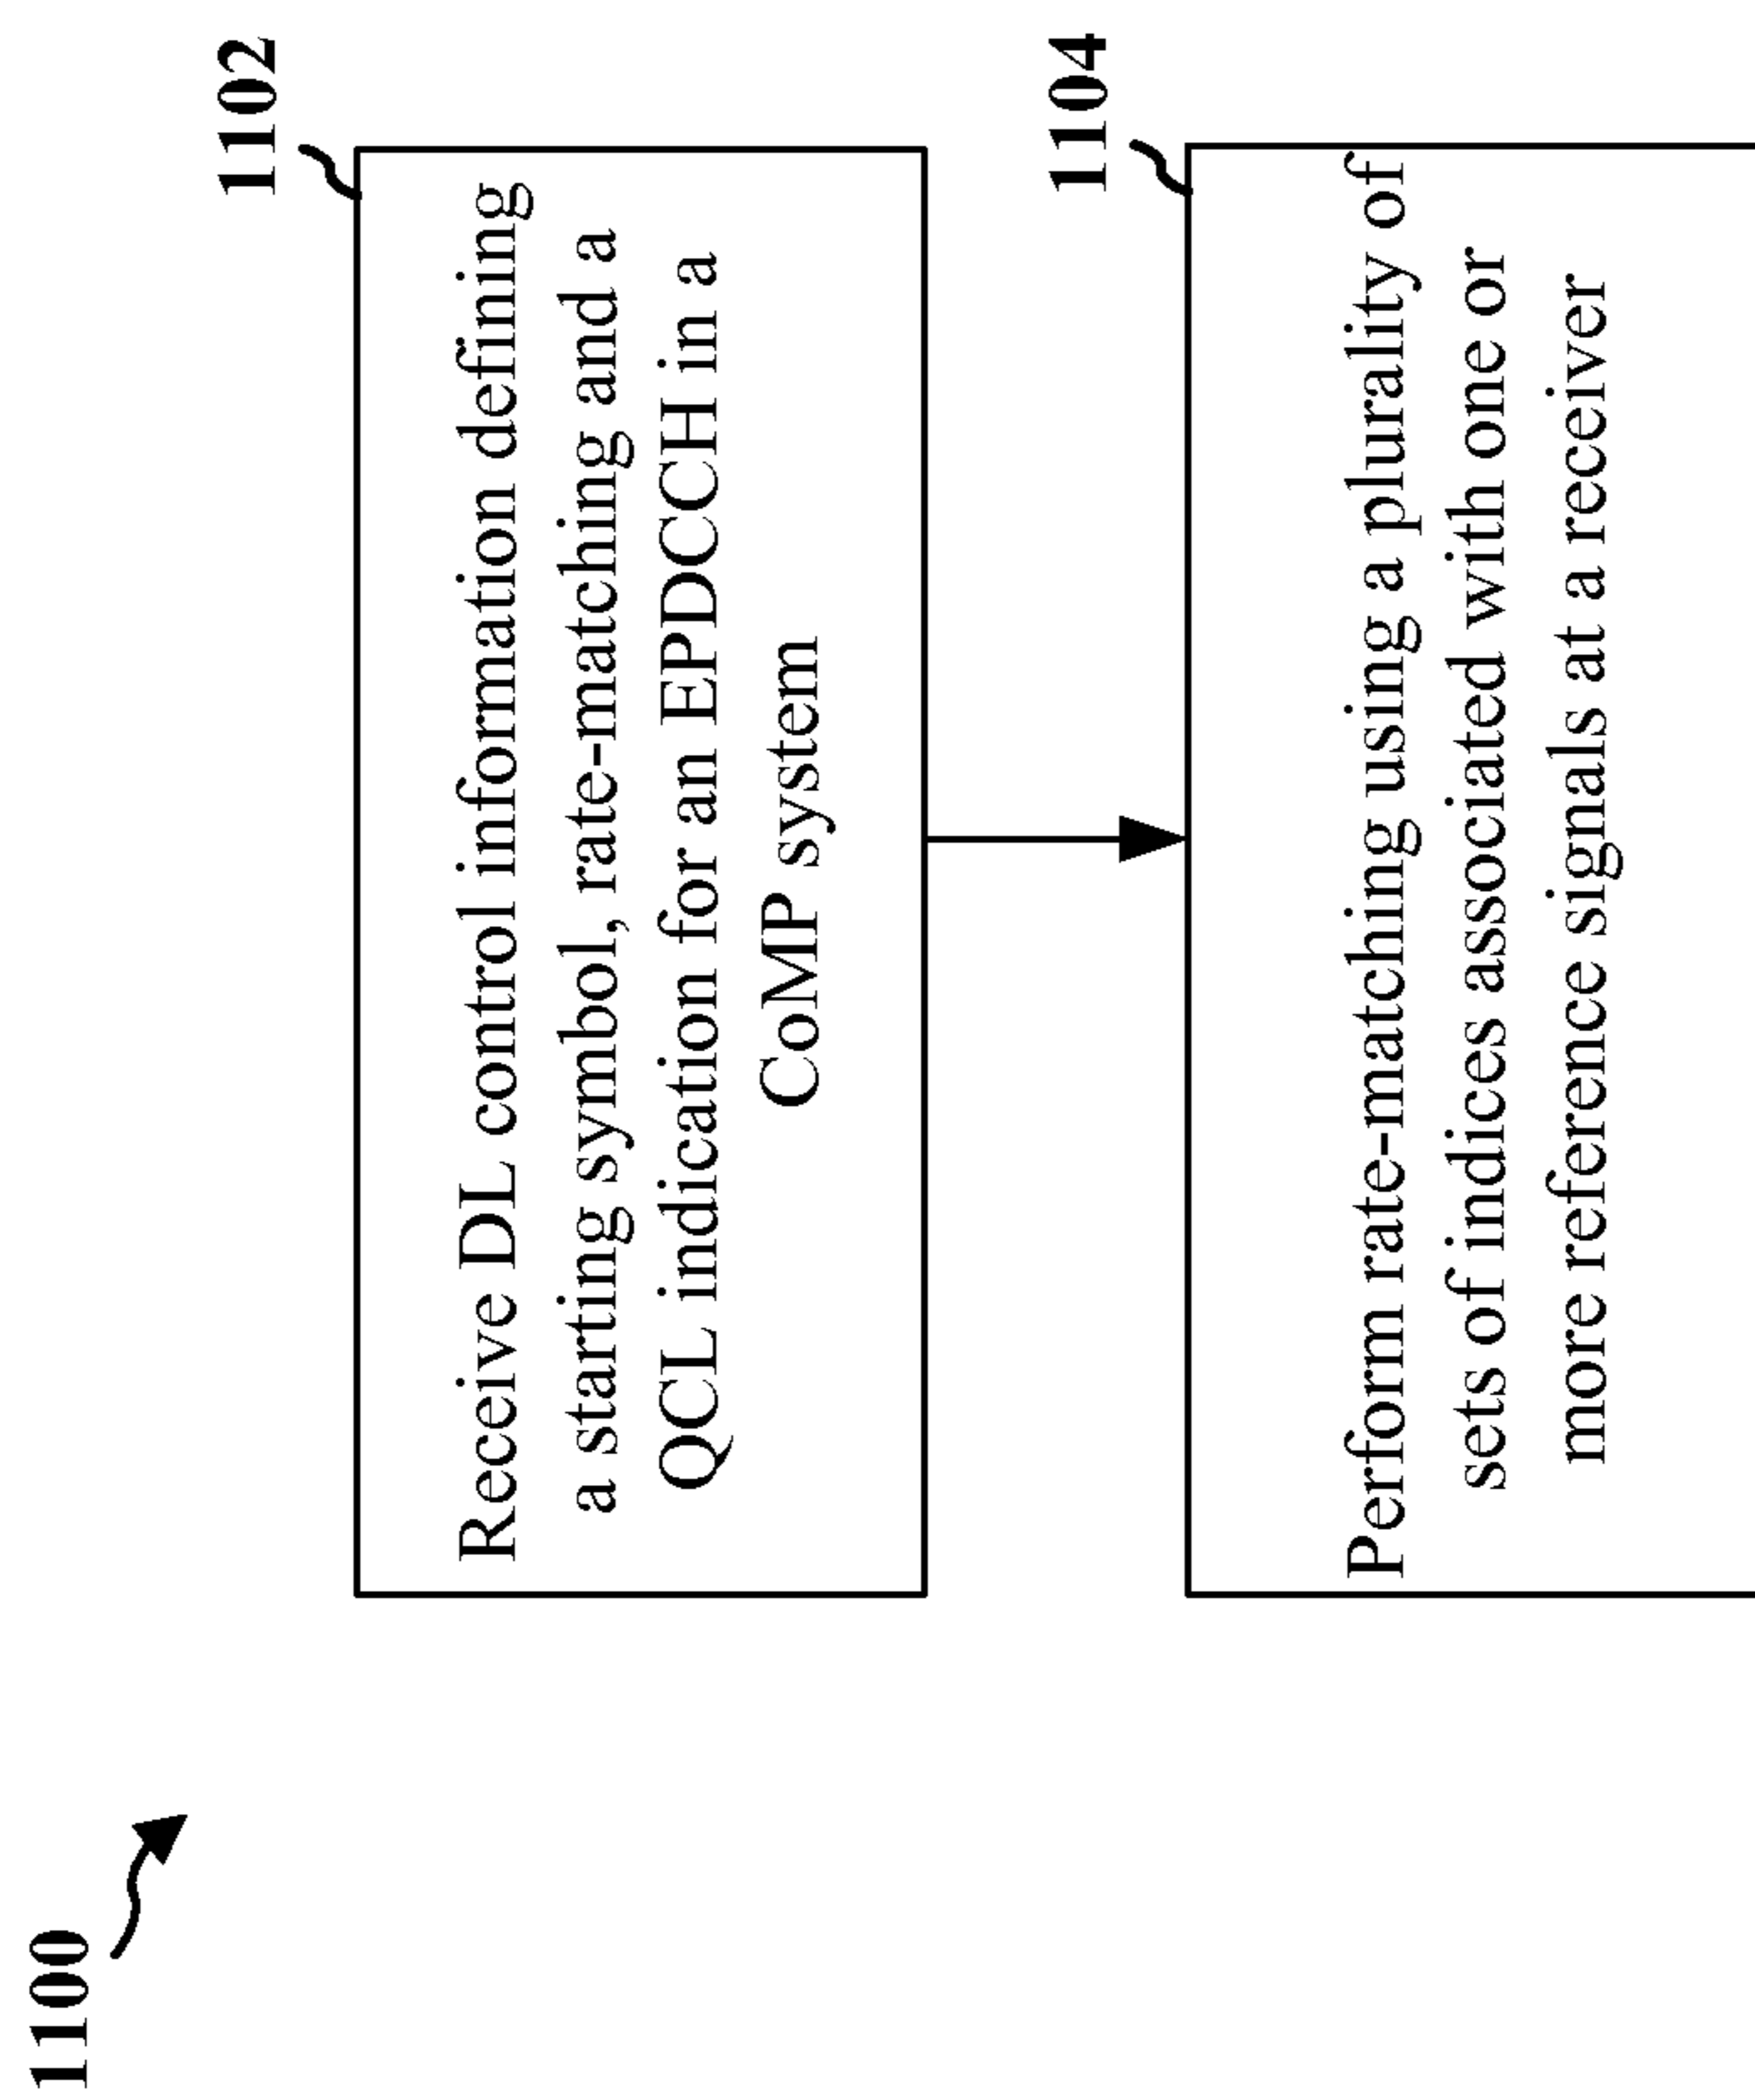 1100
1102
Receive DL control information defining
a starting symbol, rate-matching and a
QCL indication for an EPDCCH in a
CoMP system
1104
Perform rate-matching using a plurality of
sets of indices associated with one or
more reference signals at a receiver